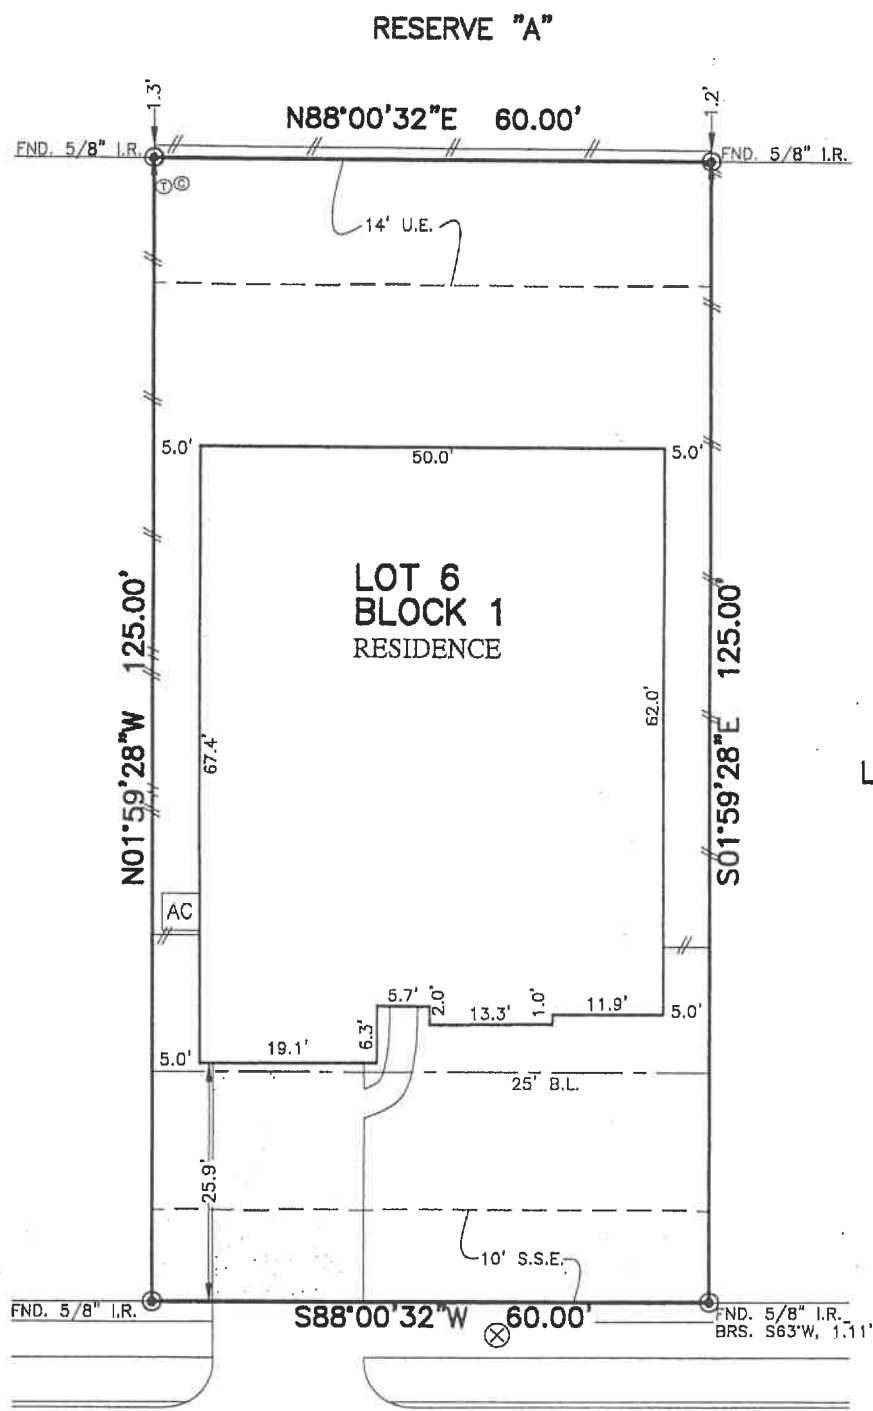 RESERVE "A"
1.3'
1.2'
N88°00'32"E 60.00'
FND. 5/8" I.R.
FND. 5/8" I.R.
T C
14' U.E.
5.0'
50.0'
5.0'
LOT 6
BLOCK 1
RESIDENCE
N01°59'28"W 125.00'
S01°59'28"E 125.00'
67.4'
62.0'
L
AC
5.7'
2.0'
13.3'
1.0'
11.9'
5.0'
6.3'
19.1'
5.0'
25' B.L.
25.9'
10' S.S.E.
FND. 5/8" I.R.
S88°00'32"W 60.00'
FND. 5/8" I.R.
BRS. S63°W, 1.11'